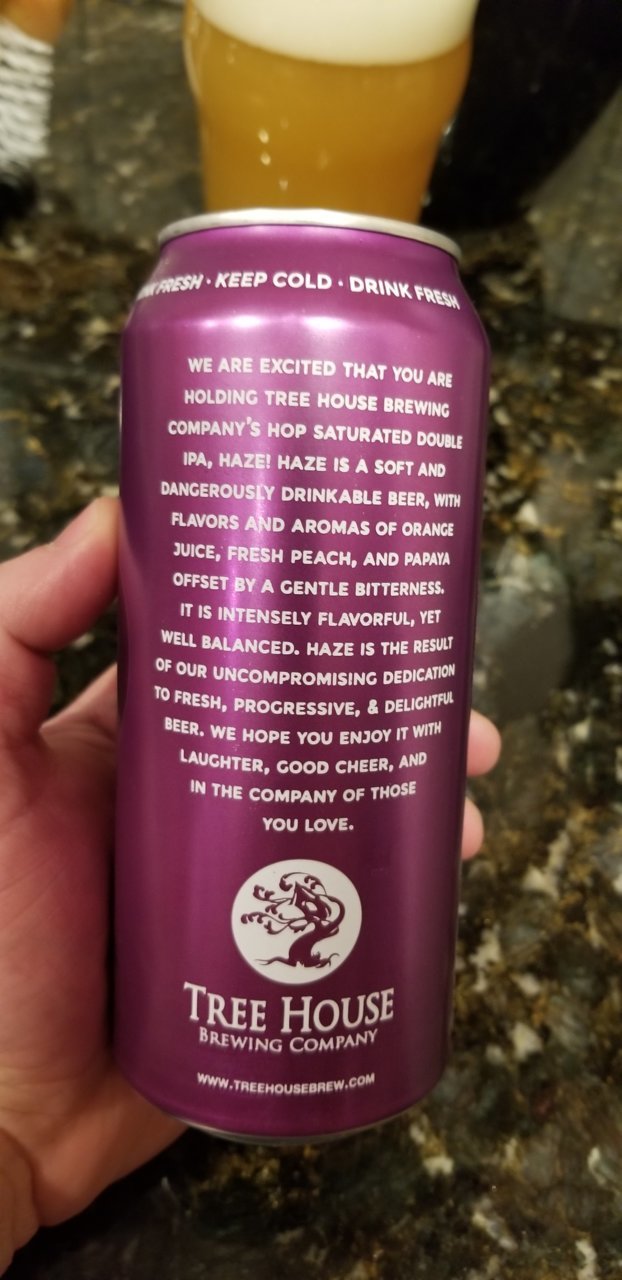 FRESH · KEEP COLD · DRINK FRESH
WE ARE EXCITED THAT YOU ARE
HOLDING TREE HOUSE BREWING
COMPANY'S HOP SATURATED DOUBLE
IPA, HAZE! HAZE IS A SOFT AND
DANGEROUSLY DRINKABLE BEER, WITH
FLAVORS AND AROMAS OF ORANGE
JUICE, FRESH PEACH, AND PAPAYA
OFFSET BY A GENTLE BITTERNESS.
IT IS INTENSELY FLAVORFUL, YET
WELL BALANCED. HAZE IS THE RESULT
OF OUR UNCOMPROMISING DEDICATION
TO FRESH, PROGRESSIVE, & DELIGHTFUL
BEER. WE HOPE YOU ENJOY IT WITH
LAUGHTER, GOOD CHEER, AND
IN THE COMPANY OF THOSE
YOU LOVE.
TREE HOUSE
BREWING COMPANY
WWW.TREEHOUSEBREW.COM